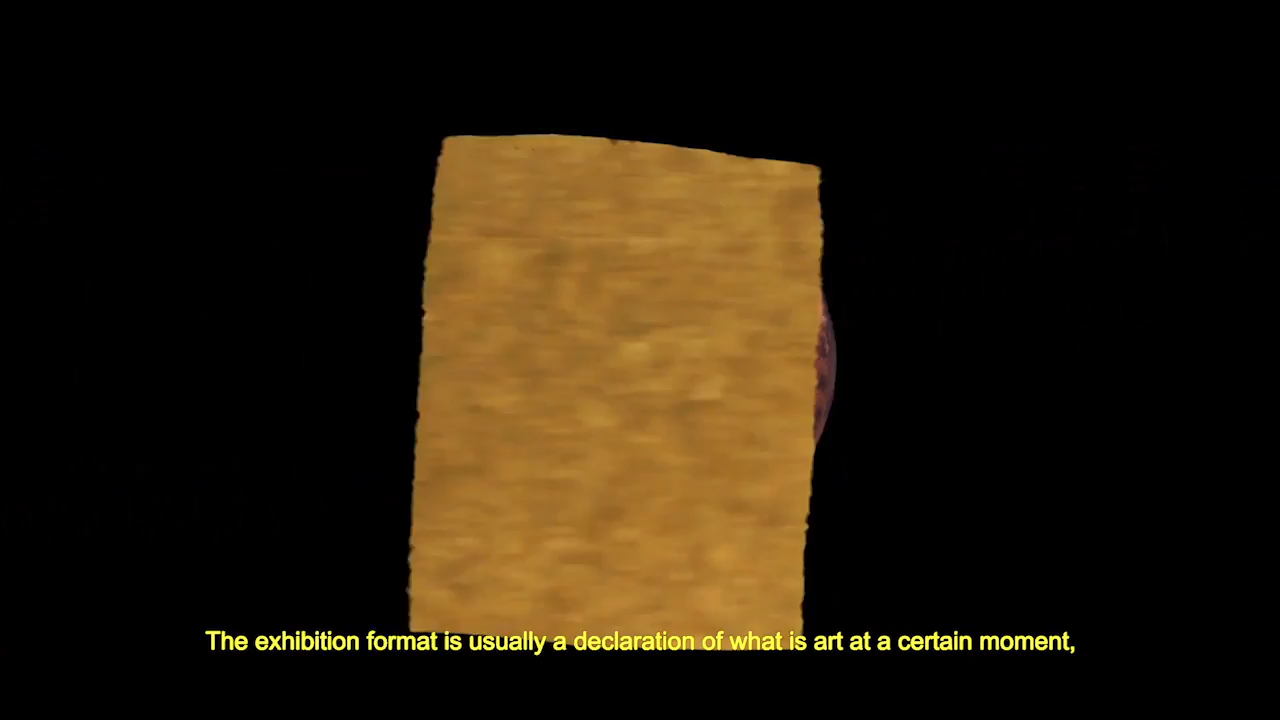 The exhibition format is usually a declaration of what is art at a certain moment,